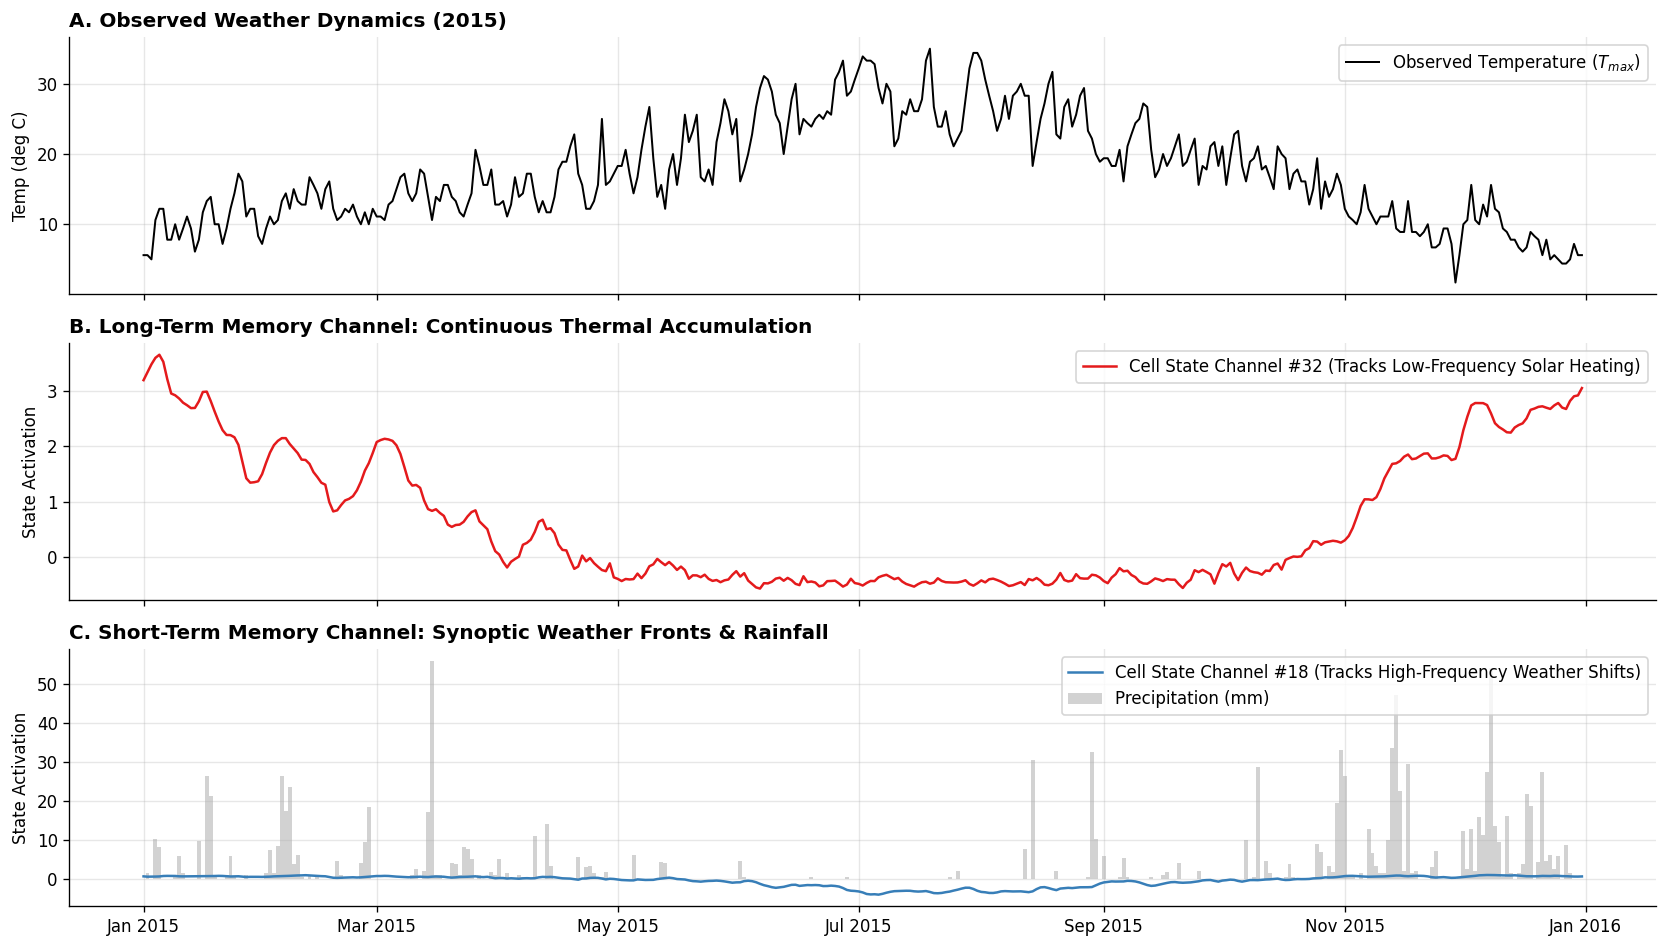 A. Observed Weather Dynamics (2015)
Observed Temperature (T_max)
Temp (deg C)
30
20
10
B. Long-Term Memory Channel: Continuous Thermal Accumulation
Cell State Channel #32 (Tracks Low-Frequency Solar Heating)
State Activation
3
2
1
0
C. Short-Term Memory Channel: Synoptic Weather Fronts & Rainfall
Cell State Channel #18 (Tracks High-Frequency Weather Shifts)
Precipitation (mm)
State Activation
50
40
30
20
10
0
Jan 2015 Mar 2015 May 2015 Jul 2015 Sep 2015 Nov 2015 Jan 2016